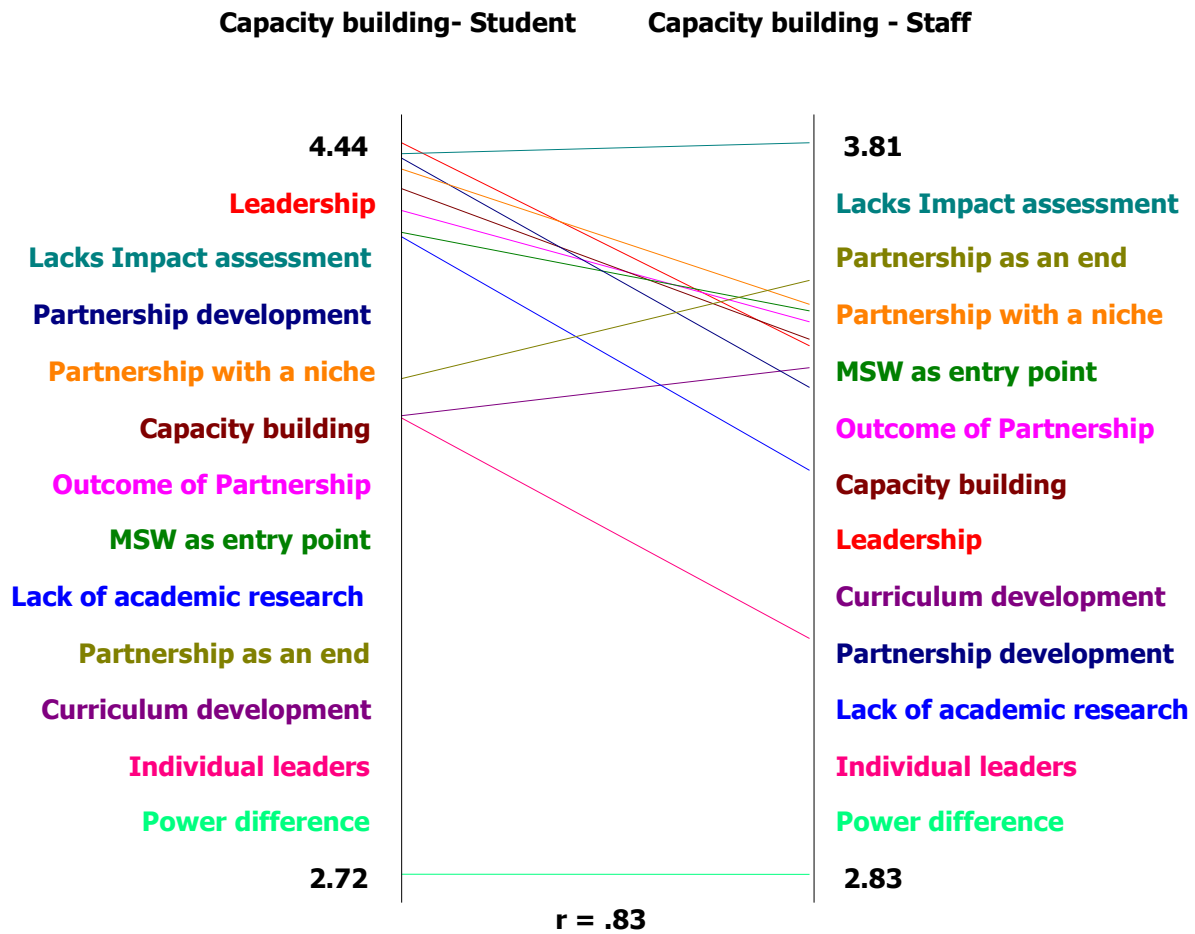 Capacity building- Student Capacity building - Staff
4.44 3.81
Leadership Lacks Impact assessment
Lacks Impact assessment Partnership as an end
Partnership development Partnership with a niche
Partnership with a niche MSW as entry point
Capacity building Outcome of Partnership
Outcome of Partnership Capacity building
MSW as entry point Leadership
Lack of academic research Curriculum development
Partnership as an end Partnership development
Curriculum development Lack of academic research
Individual leaders Individual leaders
Power difference Power difference
2.72 2.83
r = .83